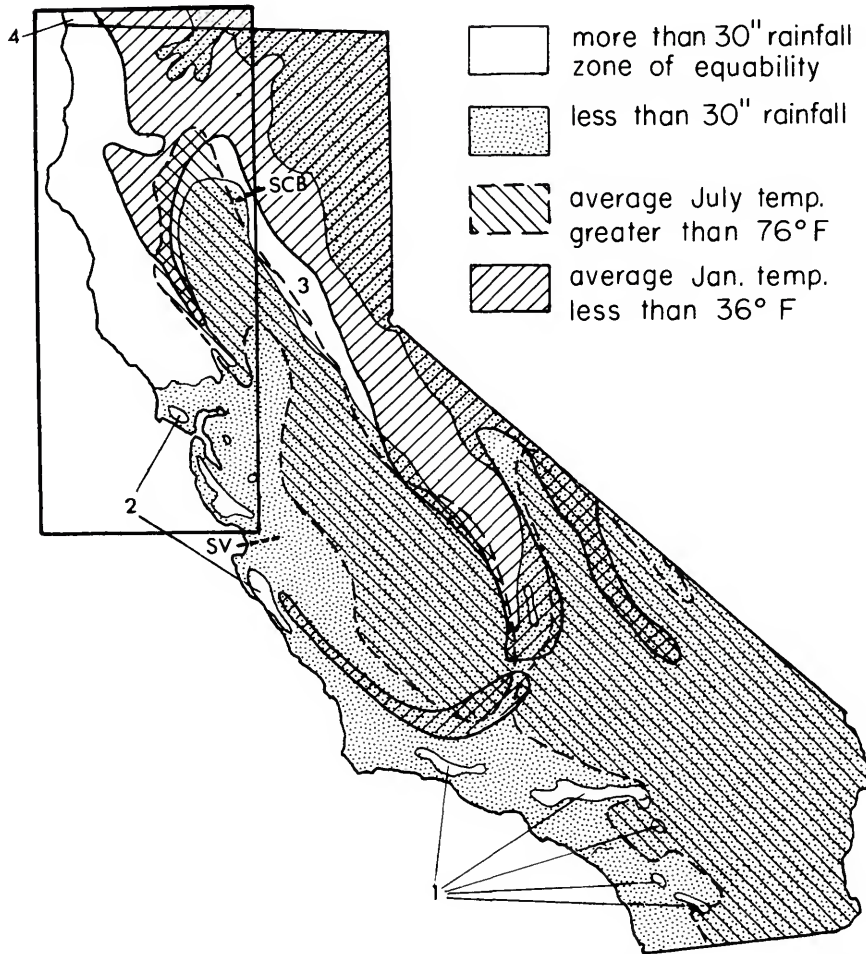 4
more than 30" rainfall
zone of equability
less than 30" rainfall
SCB
average July temp.
greater than 76° F
3
average Jan. temp.
less than 36° F
2
SV
1